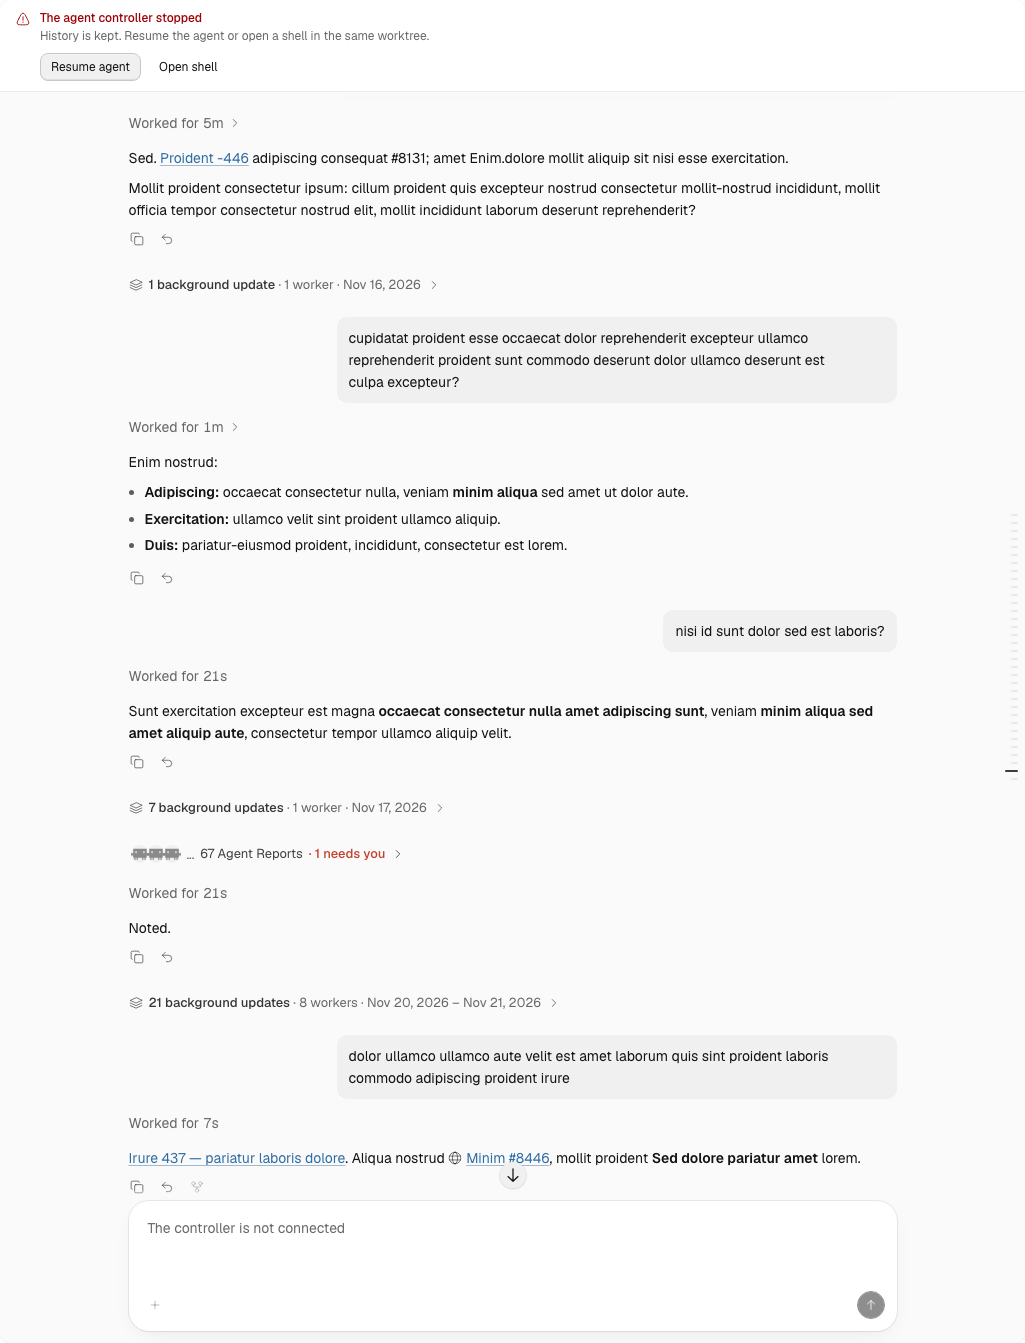 The agent controller stopped
History is kept. Resume the agent or open a shell in the same worktree.
Resume agent
Open shell
Worked for 5m
Sed. Proident -446 adipiscing consequat #8131; amet Enim.dolore mollit aliquip sit nisi esse exercitation.
Mollit proident consectetur ipsum: cillum proident quis excepteur nostrud consectetur mollit-nostrud incididunt, mollit
officia tempor consectetur nostrud elit, mollit incididunt laborum deserunt reprehenderit?
1 background update · 1 worker · Nov 16, 2026
cupidatat proident esse occaecat dolor reprehenderit excepteur ullamco
reprehenderit proident sunt commodo deserunt dolor ullamco deserunt est
culpa excepteur?
Worked for 1m
Enim nostrud:
• Adipiscing: occaecat consectetur nulla, veniam minim aliqua sed amet ut dolor aute.
• Exercitation: ullamco velit sint proident ullamco aliquip.
• Duis: pariatur-eiusmod proident, incididunt, consectetur est lorem.
nisi id sunt dolor sed est laboris?
Worked for 21s
Sunt exercitation excepteur est magna occaecat consectetur nulla amet adipiscing sunt, veniam minim aliqua sed
amet aliquip aute, consectetur tempor ullamco aliquip velit.
7 background updates · 1 worker · Nov 17, 2026
... 67 Agent Reports · 1 needs you
Worked for 21s
Noted.
21 background updates · 8 workers · Nov 20, 2026 – Nov 21, 2026
dolor ullamco ullamco aute velit est amet laborum quis sint proident laboris
commodo adipiscing proident irure
Worked for 7s
Irure 437 — pariatur laboris dolore. Aliqua nostrud Minim #8446, mollit proident Sed dolore pariatur amet lorem.
The controller is not connected